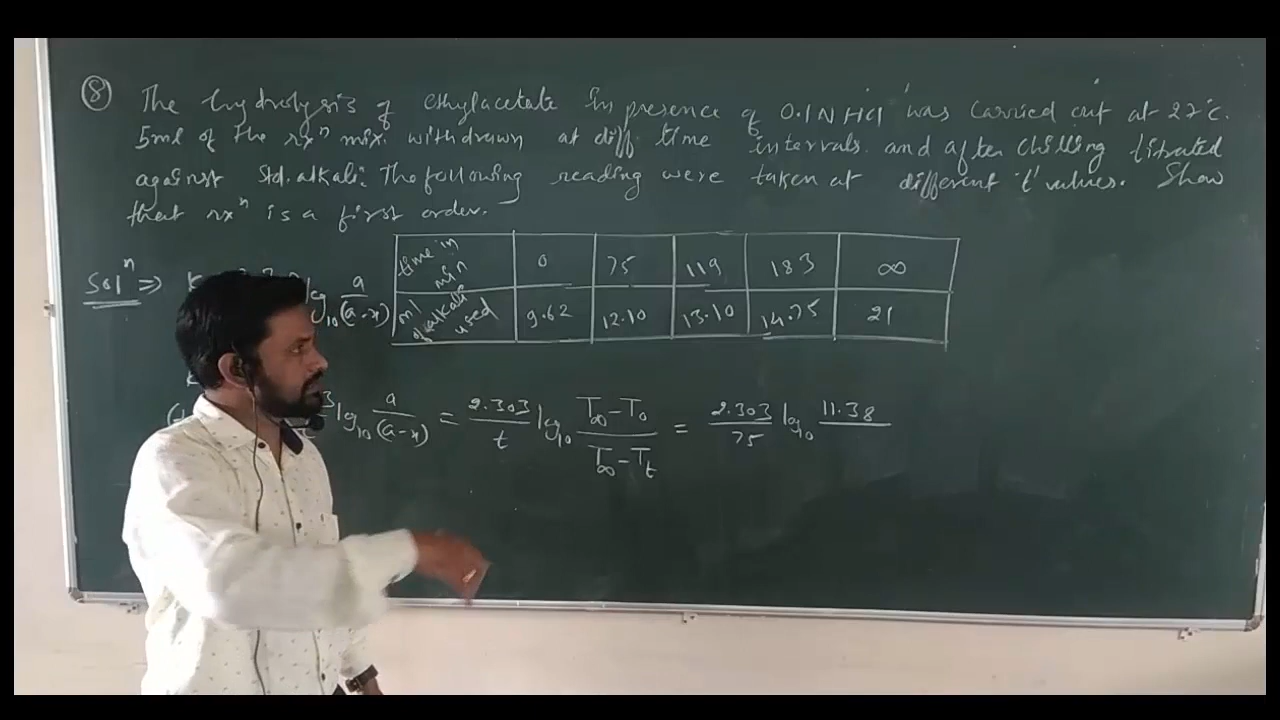 ⑧ The hydrolysis of ethylacetate in presence of 0.1N HCl was carried out at 27°c.
5ml of the rxⁿ mix. withdrawn at diff. time intervals and after chilling titrated
against Std. alkali. The following reading were taken at different 't' values. Show
that rxⁿ is a first order.
time in min 0 75 119 183 ∞
Solⁿ ⇒ log₁₀ a/(a-x)
ml of alkali used 9.62 12.10 13.10 14.75 21
log₁₀ a/(a-x) = 2.303/t log₁₀ (T∞-T₀)/(T∞-Tt) = 2.303/75 log₁₀ 11.38